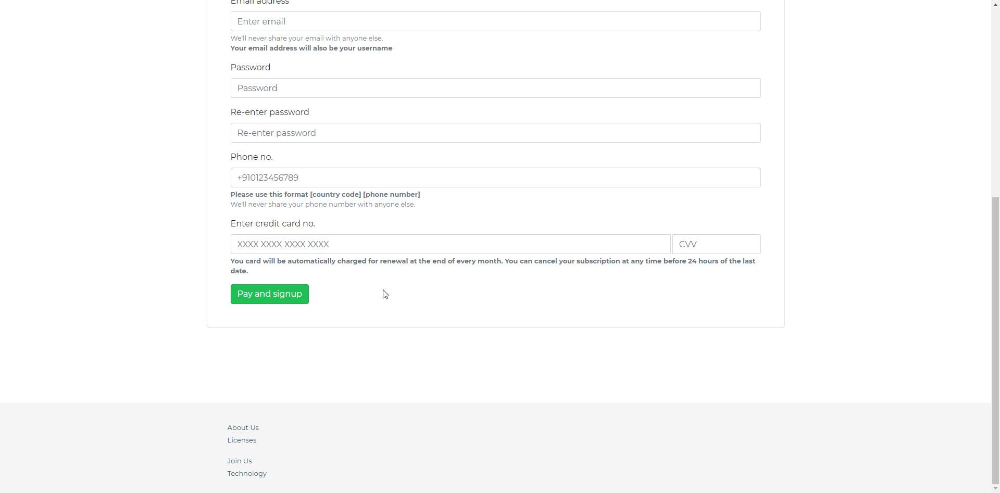 Email address
Enter email
We'll never share your email with anyone else.
Your email address will also be your username
Password
Password
Re-enter password
Re-enter password
Phone no.
+910123456789
Please use this format [country code] [phone number]
We'll never share your phone number with anyone else.
Enter credit card no.
XXXX XXXX XXXX XXXX CVV
You card will be automatically charged for renewal at the end of every month. You can cancel your subscription at any time before 24 hours of the last
date.
Pay and signup
About Us
Licenses
Join Us
Technology